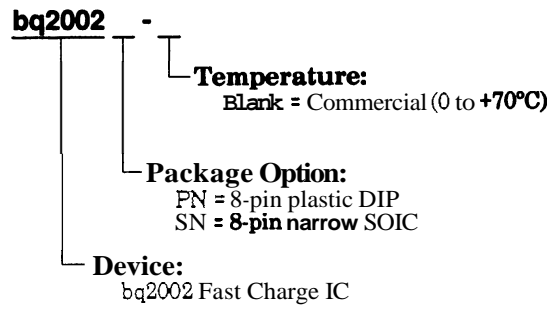 bq2002 _ - _
Temperature:
Blank = Commercial (0 to +70°C)
Package Option:
PN = 8-pin plastic DIP
SN = 8-pin narrow SOIC
Device:
bq2002 Fast Charge IC